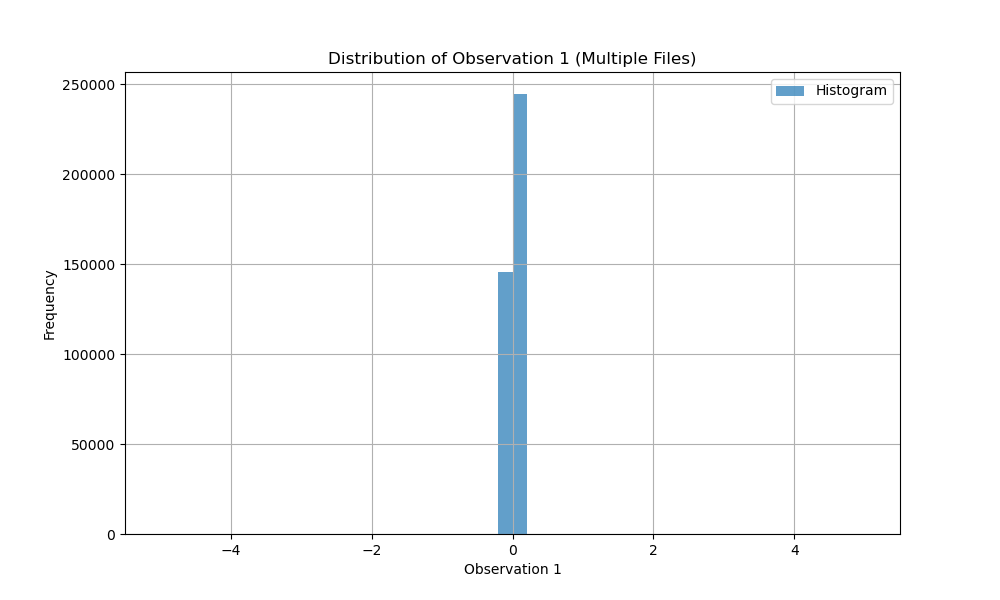 Distribution of Observation 1 (Multiple Files)
Histogram
250000
200000
150000
100000
50000
0
Frequency
−4
−2
0
2
4
Observation 1